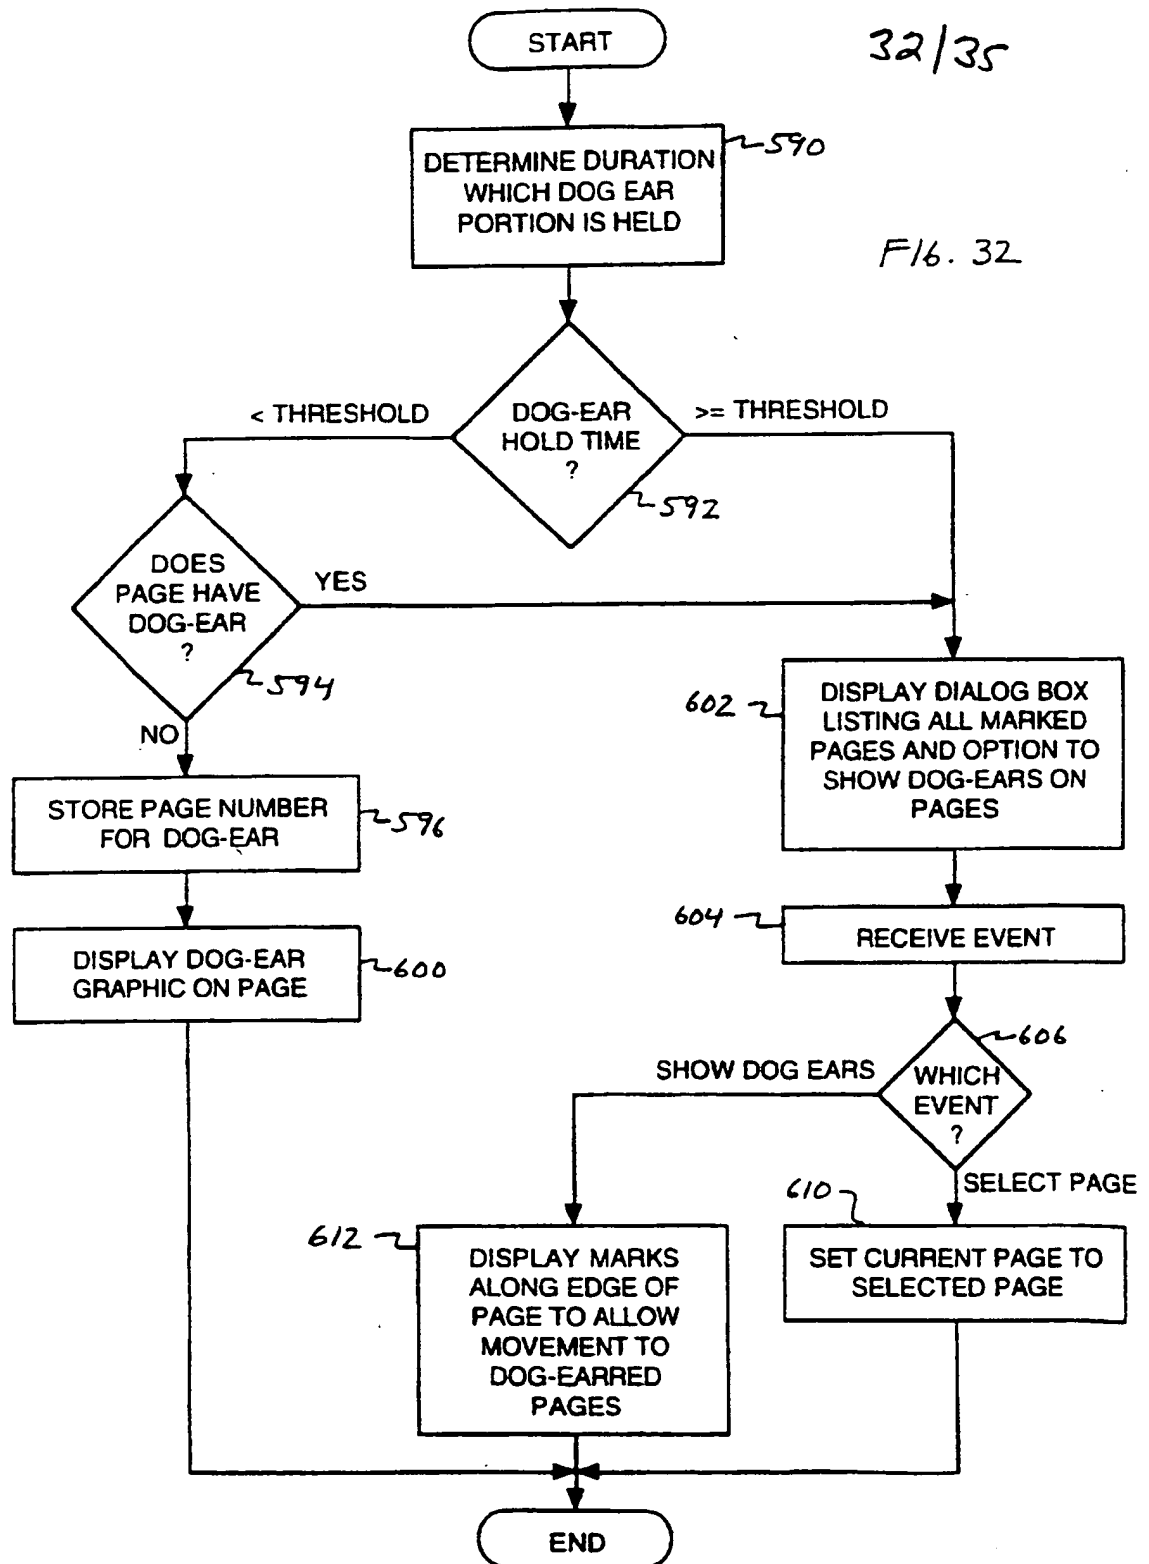 START
32/35
DETERMINE DURATION
WHICH DOG EAR
PORTION IS HELD
590
FIG. 32
< THRESHOLD
DOG-EAR
HOLD TIME
?
>= THRESHOLD
592
DOES
PAGE HAVE
DOG-EAR
?
YES
594
NO
602
DISPLAY DIALOG BOX
LISTING ALL MARKED
PAGES AND OPTION TO
SHOW DOG-EARS ON
PAGES
STORE PAGE NUMBER
FOR DOG-EAR
596
604
RECEIVE EVENT
DISPLAY DOG-EAR
GRAPHIC ON PAGE
600
606
SHOW DOG EARS
WHICH
EVENT
?
SELECT PAGE
610
612
DISPLAY MARKS
ALONG EDGE OF
PAGE TO ALLOW
MOVEMENT TO
DOG-EARRED
PAGES
SET CURRENT PAGE TO
SELECTED PAGE
END